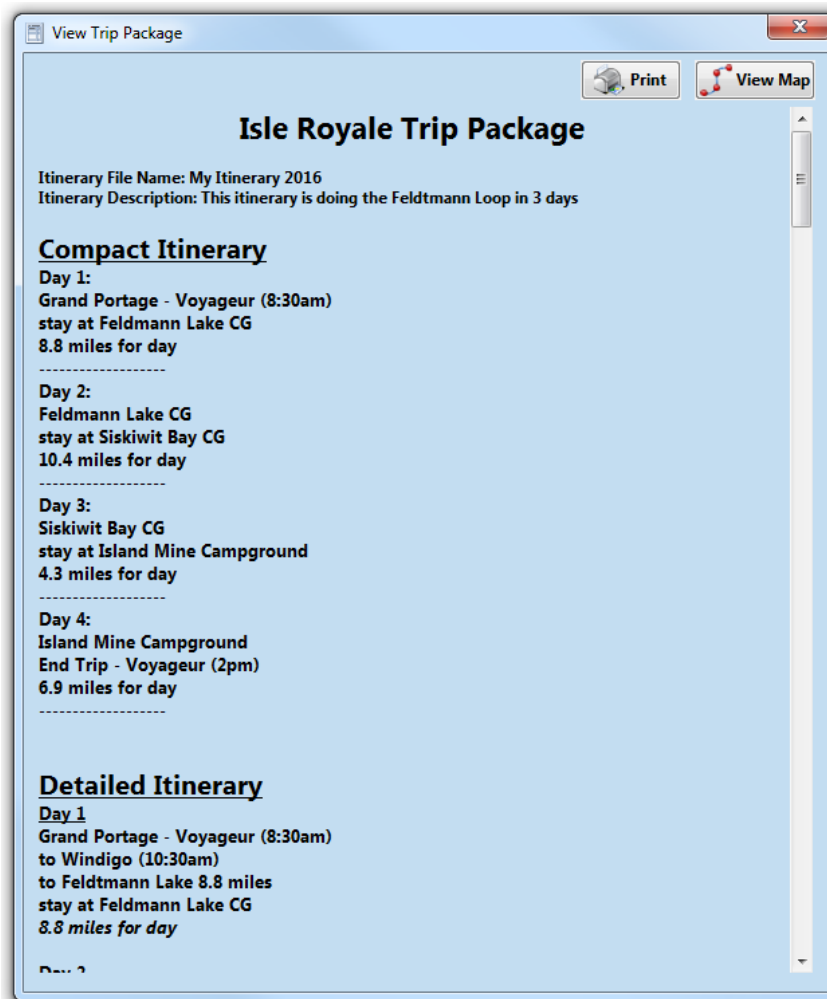 View Trip Package
Print
View Map
Isle Royale Trip Package
Itinerary File Name: My Itinerary 2016
Itinerary Description: This itinerary is doing the Feldtmann Loop in 3 days
Compact Itinerary
Day 1:
Grand Portage - Voyageur (8:30am)
stay at Feldmann Lake CG
8.8 miles for day
-------------------
Day 2:
Feldmann Lake CG
stay at Siskiwit Bay CG
10.4 miles for day
-------------------
Day 3:
Siskiwit Bay CG
stay at Island Mine Campground
4.3 miles for day
-------------------
Day 4:
Island Mine Campground
End Trip - Voyageur (2pm)
6.9 miles for day
-------------------
Detailed Itinerary
Day 1
Grand Portage - Voyageur (8:30am)
to Windigo (10:30am)
to Feldtmann Lake 8.8 miles
stay at Feldmann Lake CG
8.8 miles for day
Day 2